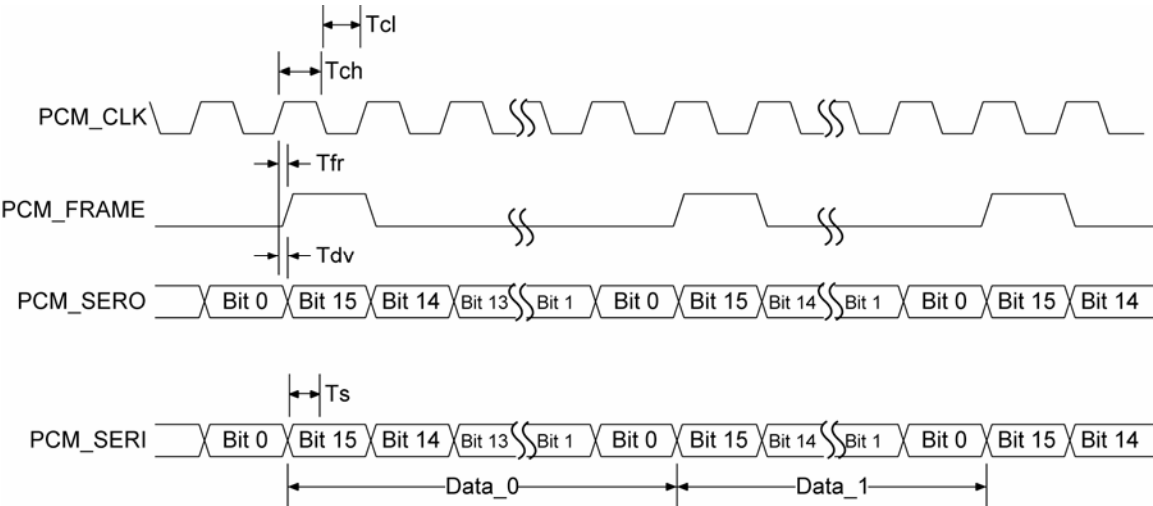 Tcl
Tch
PCM_CLK
Tfr
PCM_FRAME
Tdv
PCM_SERO Bit 0 Bit 15 Bit 14 Bit 13 Bit 1 Bit 0 Bit 15 Bit 14 Bit 1 Bit 0 Bit 15 Bit 14
Ts
PCM_SERI Bit 0 Bit 15 Bit 14 Bit 13 Bit 1 Bit 0 Bit 15 Bit 14 Bit 1 Bit 0 Bit 15 Bit 14
Data_0 Data_1